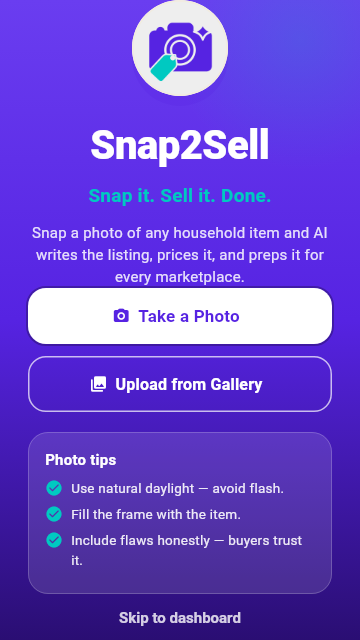 Snap2Sell
Snap it. Sell it. Done.
Snap a photo of any household item and AI
writes the listing, prices it, and preps it for
every marketplace.
Take a Photo
Upload from Gallery
Photo tips
Use natural daylight — avoid flash.
Fill the frame with the item.
Include flaws honestly — buyers trust
it.
Skip to dashboard